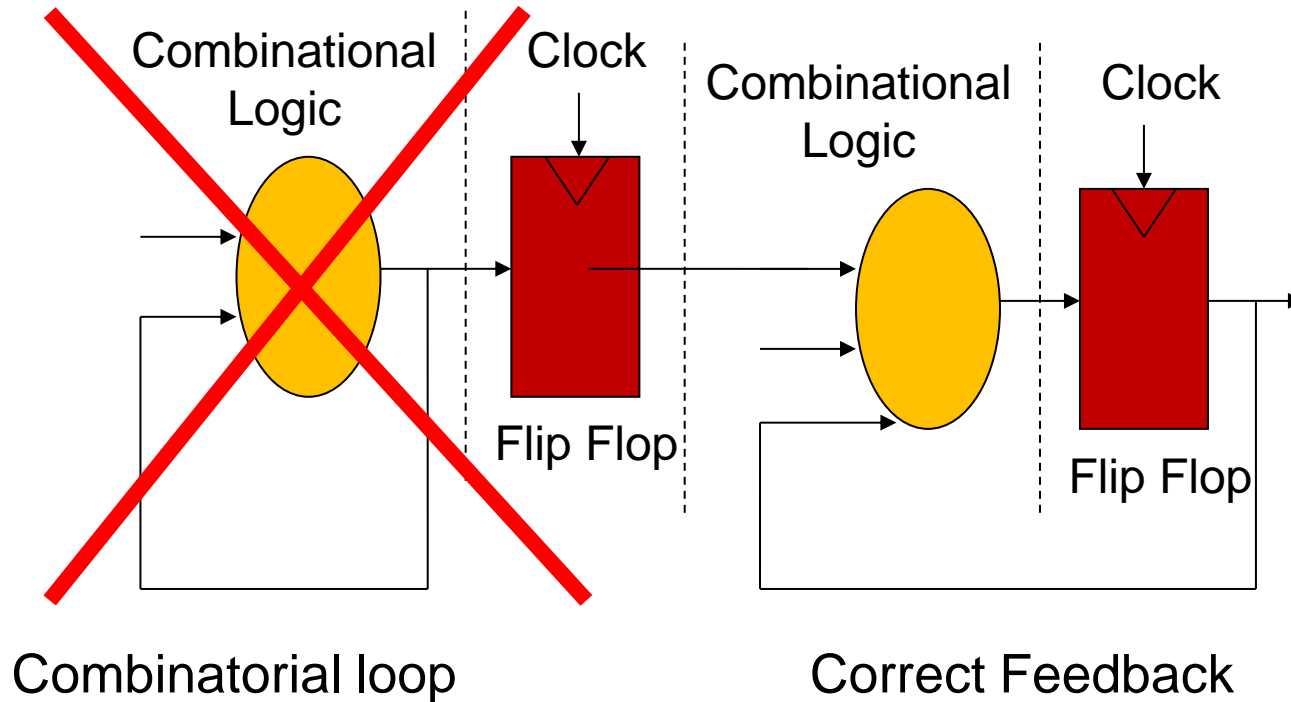 Combinational
Logic
Clock
Flip Flop
Combinational
Logic
Clock
Flip Flop
Combinatorial loop
Correct Feedback